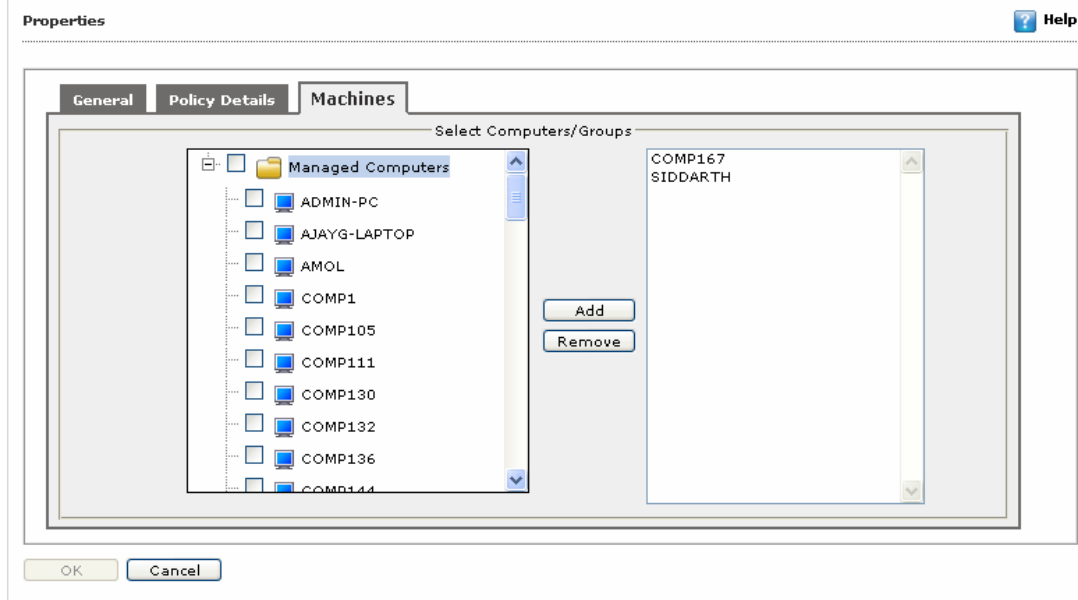 Properties
? Help
General Policy Details Machines
Select Computers/Groups
Managed Computers
ADMIN-PC
AJAYG-LAPTOP
AMOL
COMP1
COMP105
COMP111
COMP130
COMP132
COMP136
COMP144
COMP167
SIDDARTH
Add
Remove
OK Cancel